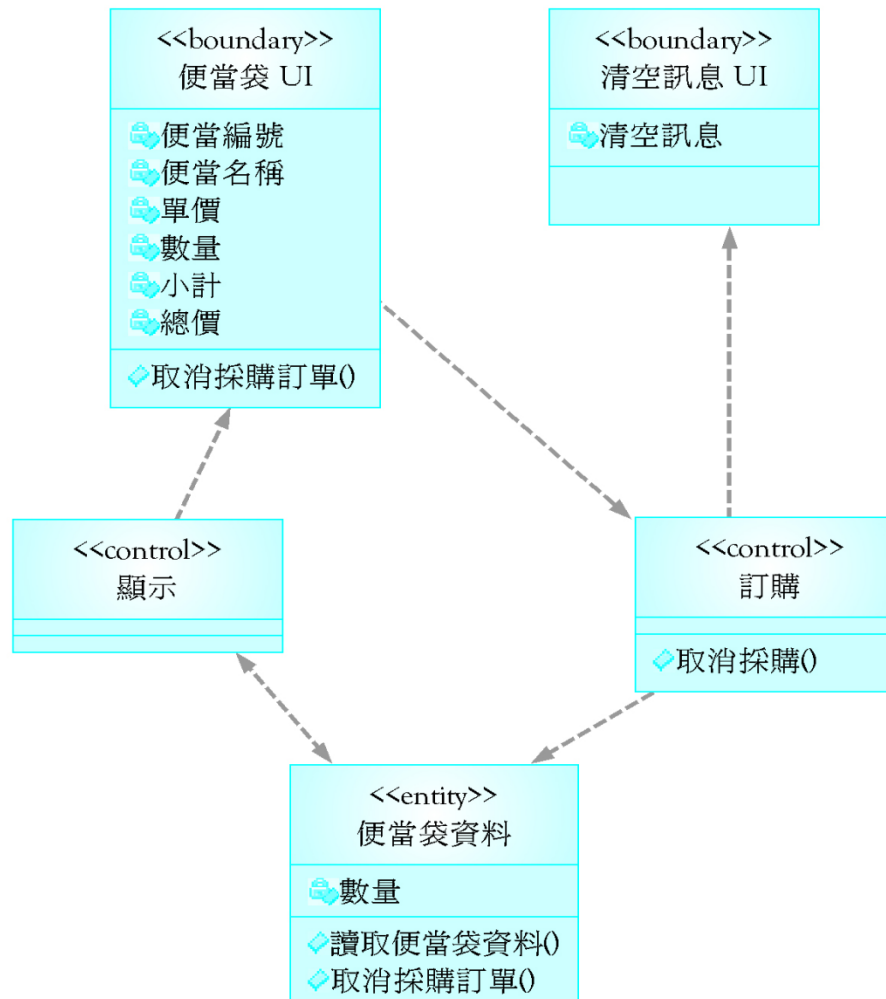 <<boundary>>
便當袋 UI
便當編號
便當名稱
單價
數量
小計
總價
取消採購訂單()
<<boundary>>
清空訊息 UI
清空訊息
<<control>>
顯示
<<control>>
訂購
取消採購()
<<entity>>
便當袋資料
數量
讀取便當袋資料()
取消採購訂單()